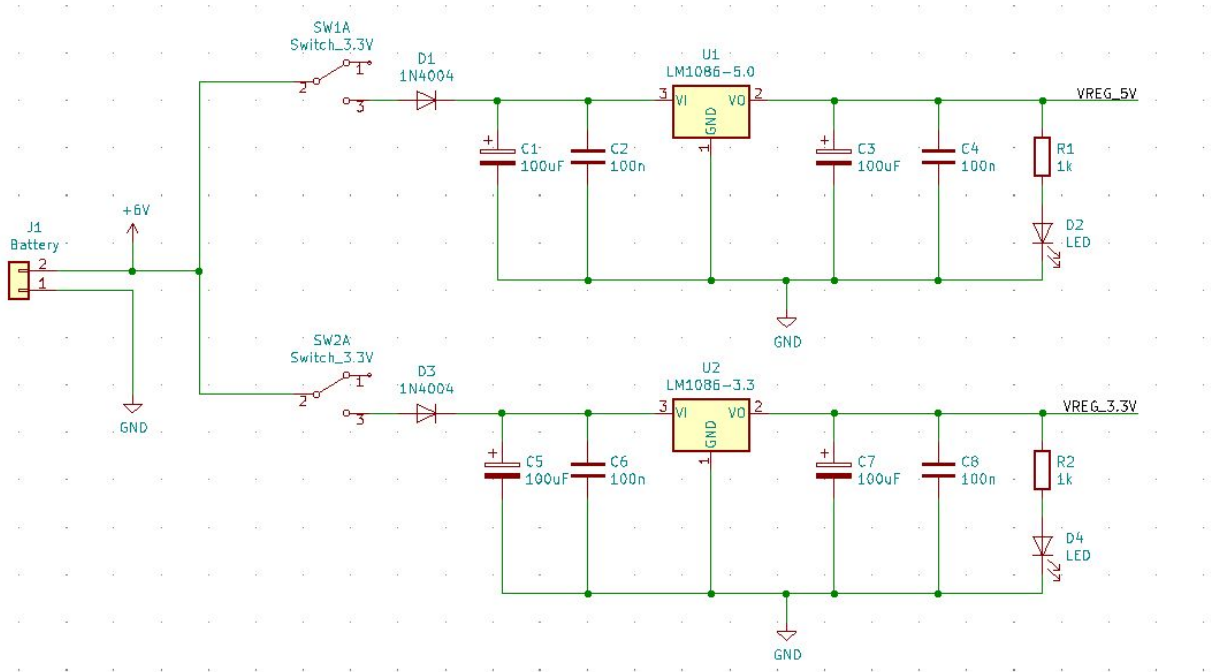 SW1A
Switch_3.3V
1
2
3
D1
1N4004
U1
LM1086-5.0
3 VI VO 2
GND
1
VREG_5V
+
C1
100uF
C2
100n
+
C3
100uF
C4
100n
R1
1k
D2
LED
GND
+6V
J1
Battery
2
1
GND
SW2A
Switch_3.3V
1
2
3
D3
1N4004
U2
LM1086-3.3
3 VI VO 2
GND
1
VREG_3.3V
+
C5
100uF
C6
100n
+
C7
100uF
C8
100n
R2
1k
D4
LED
GND